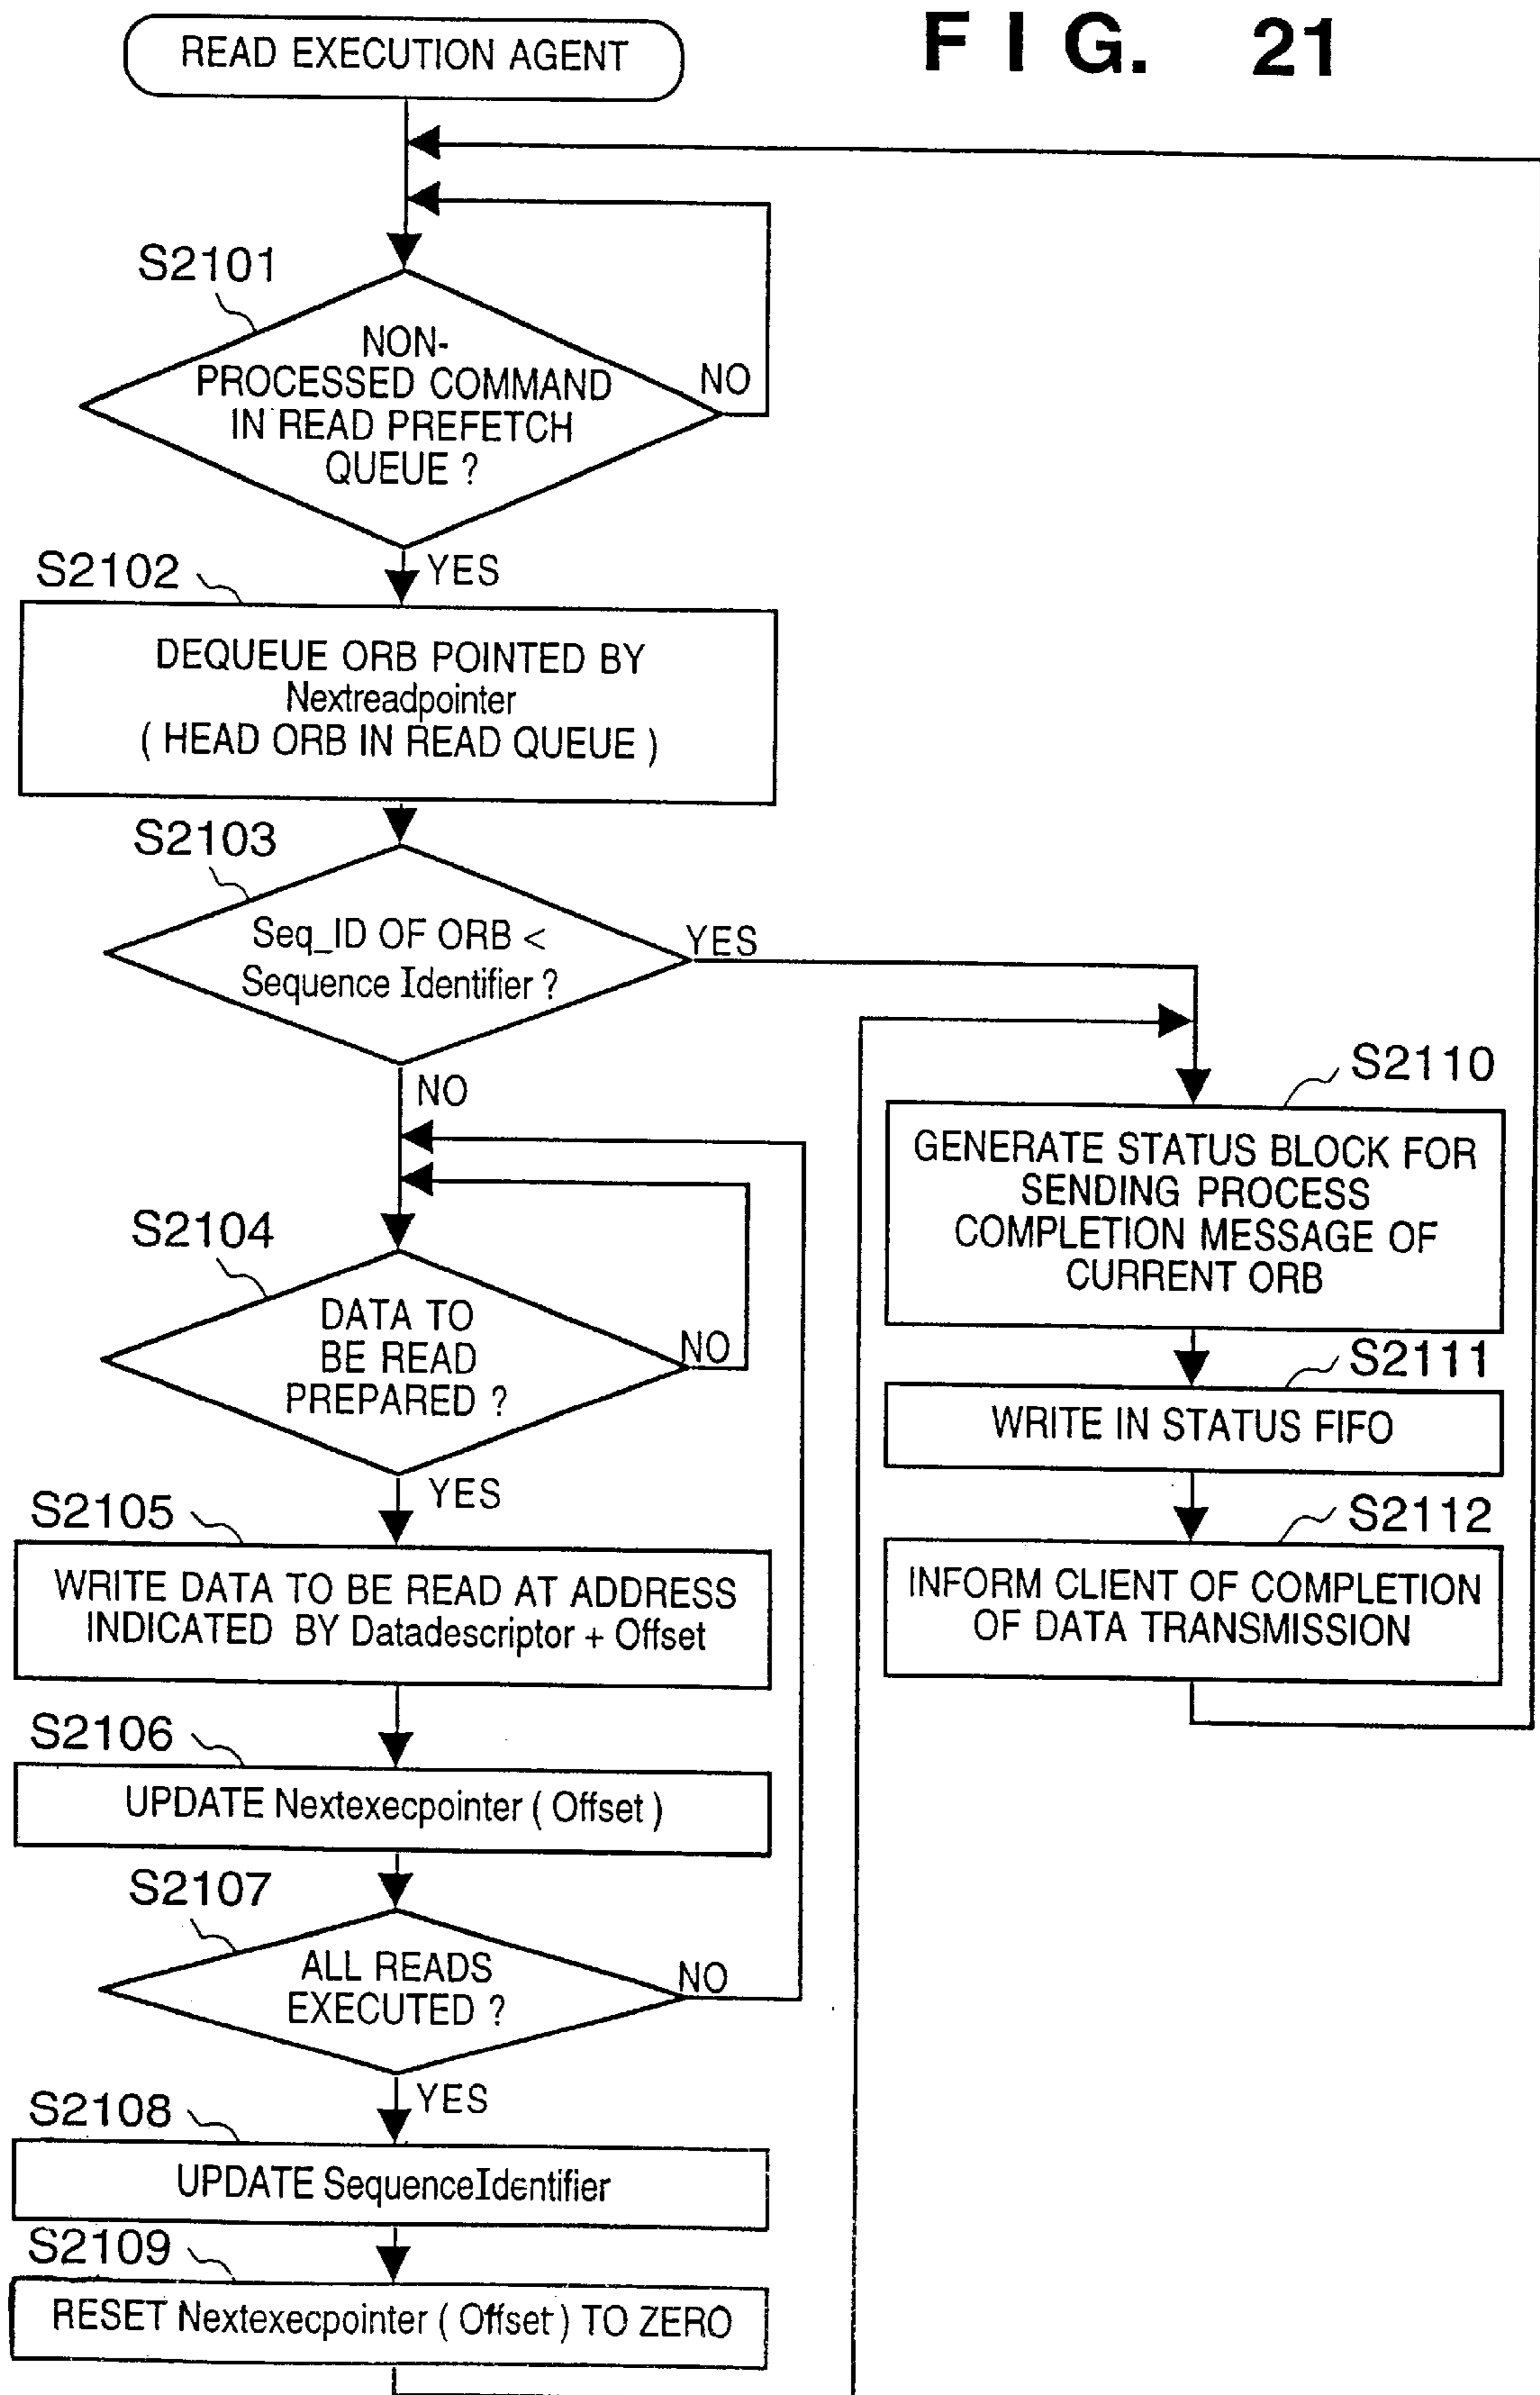 FIG. 21
READ EXECUTION AGENT
S2101
NON-
PROCESSED COMMAND
IN READ PREFETCH
QUEUE ?
NO
YES
S2102
DEQUEUE ORB POINTED BY
Nextreadpointer
( HEAD ORB IN READ QUEUE )
S2103
Seq_ID OF ORB <
Sequence Identifier ?
YES
NO
S2104
DATA TO
BE READ
PREPARED ?
NO
YES
S2105
WRITE DATA TO BE READ AT ADDRESS
INDICATED BY Datadescriptor + Offset
S2106
UPDATE Nextexecpointer ( Offset )
S2107
ALL READS
EXECUTED ?
NO
YES
S2108
UPDATE SequenceIdentifier
S2109
RESET Nextexecpointer ( Offset ) TO ZERO
S2110
GENERATE STATUS BLOCK FOR
SENDING PROCESS
COMPLETION MESSAGE OF
CURRENT ORB
S2111
WRITE IN STATUS FIFO
S2112
INFORM CLIENT OF COMPLETION
OF DATA TRANSMISSION